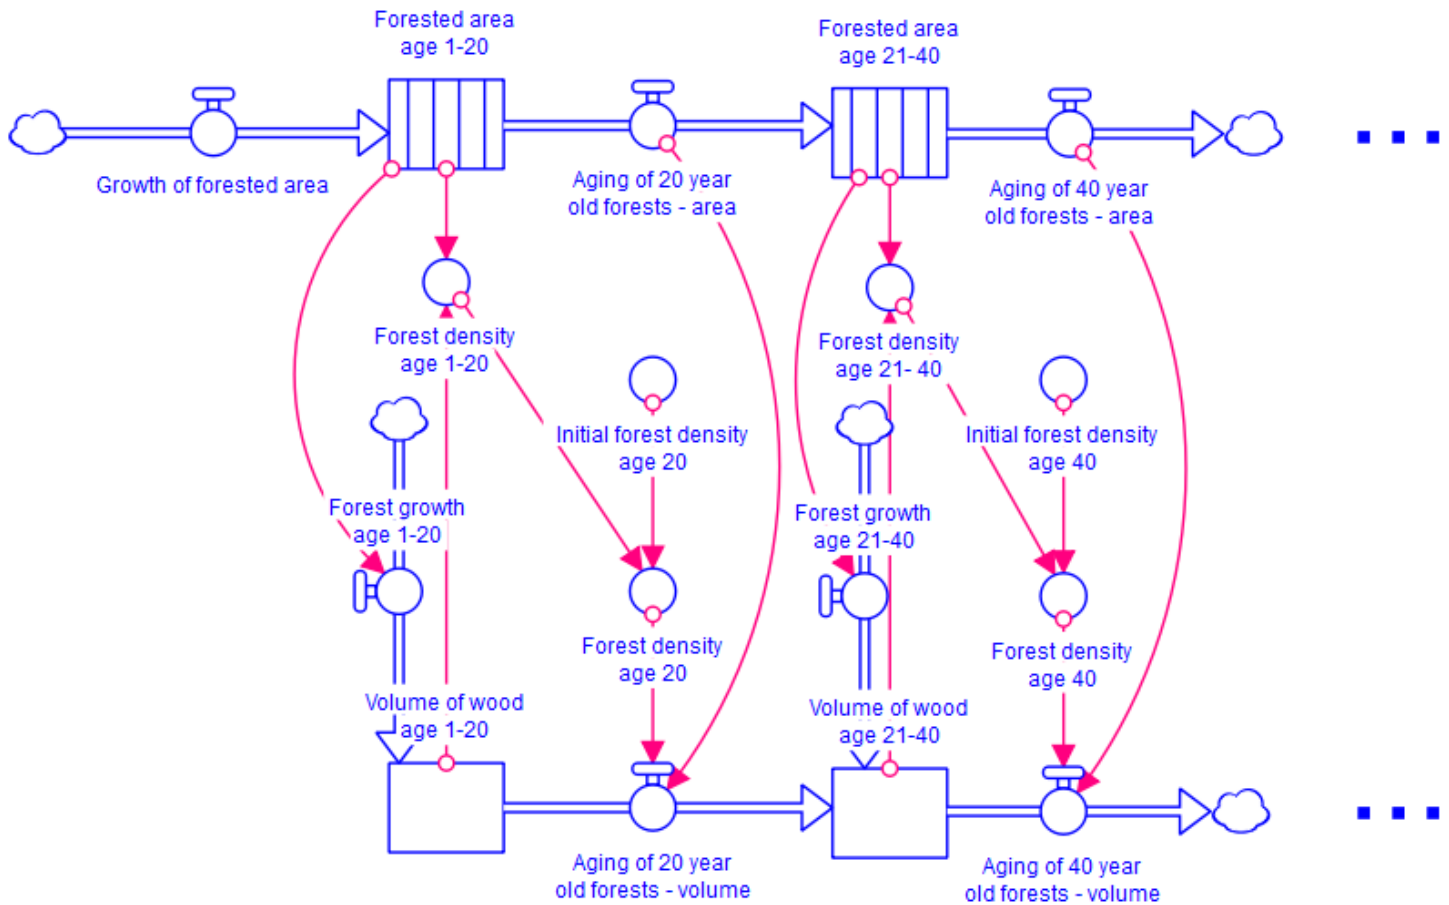 Forested area
age 1-20
Forested area
age 21-40
Growth of forested area
Aging of 20 year
old forests - area
Aging of 40 year
old forests - area
Forest density
age 1-20
Forest density
age 21- 40
Initial forest density
age 20
Initial forest density
age 40
Forest growth
age 1-20
Forest growth
age 21-40
Forest density
age 20
Forest density
age 40
Volume of wood
age 1-20
Volume of wood
age 21-40
Aging of 20 year
old forests - volume
Aging of 40 year
old forests - volume